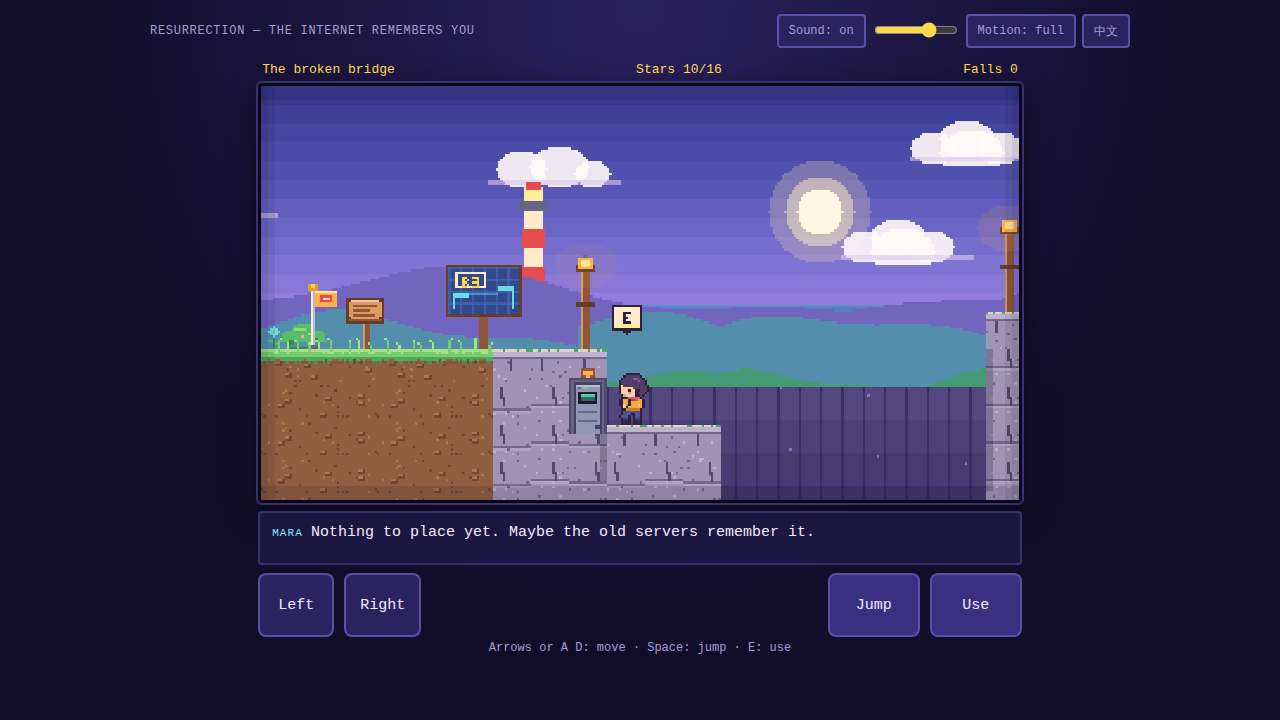 RESURRECTION — THE INTERNET REMEMBERS YOU
Sound: on
Motion: full
中文
The broken bridge
Stars 10/16
Falls 0
E
E
MARA Nothing to place yet. Maybe the old servers remember it.
Left
Right
Jump
Use
Arrows or A D: move · Space: jump · E: use